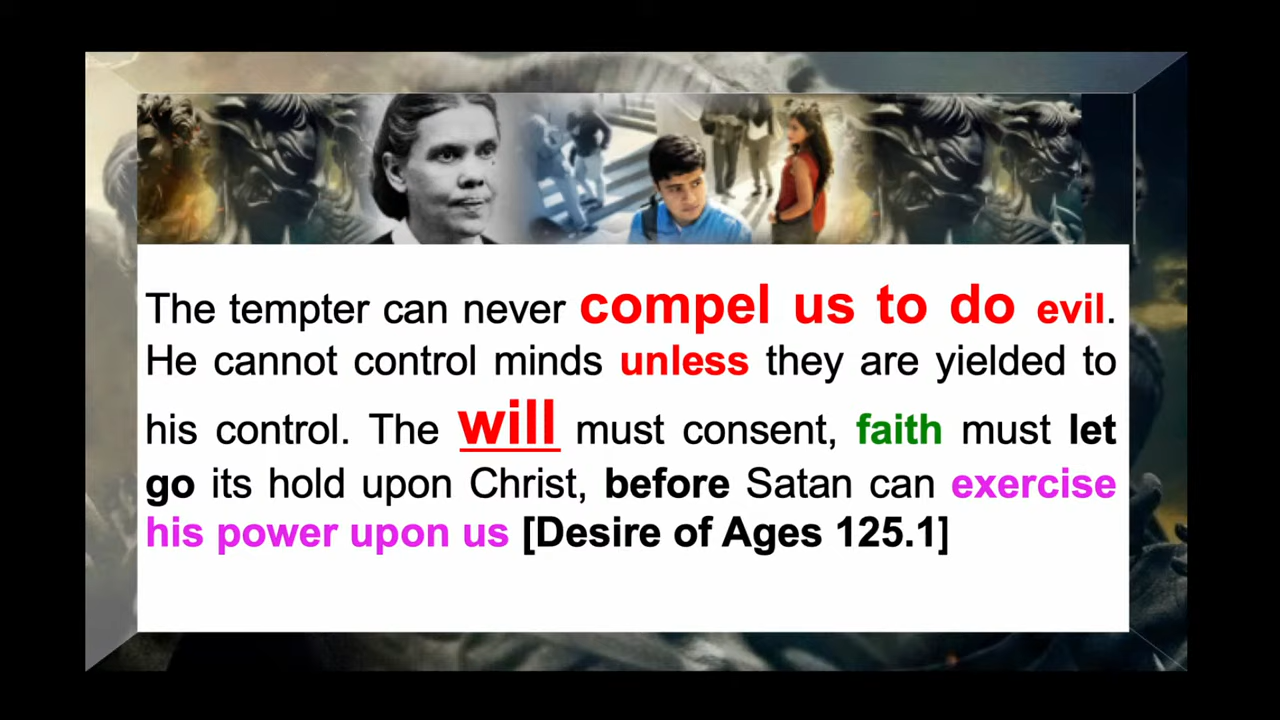 The tempter can never compel us to do evil.
He cannot control minds unless they are yielded to
his control. The will must consent, faith must let
go its hold upon Christ, before Satan can exercise
his power upon us [Desire of Ages 125.1]